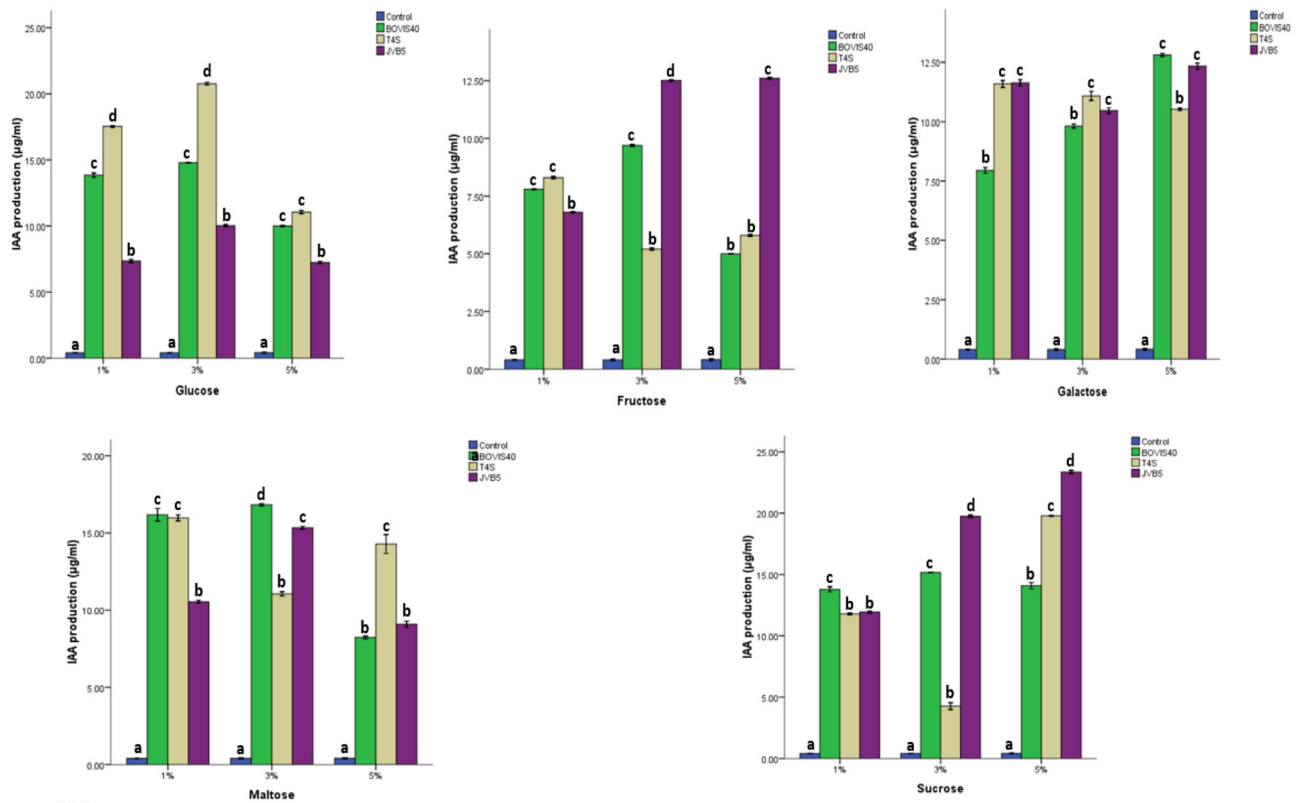 Control
BOVIS40
T4S
JVB5
25.00
20.00
15.00
10.00
5.00
0.00
IAA production (µg/ml)
a c d b
a c d b
a c c b
1% 3% 5%
Glucose
Control
BOVIS40
T4S
JVB5
12.50
10.00
7.50
5.00
2.50
0.00
IAA production (µg/ml)
a c c b
a c b d
a b b c
1% 3% 5%
Fructose
Control
BOVIS40
T4S
JVB5
12.50
10.00
7.50
5.00
2.50
0.00
IAA production (µg/ml)
a b c c
a b c c
a c b c
1% 3% 5%
Galactose
Control
BOVIS40
a
T4S
JVB5
20.00
15.00
10.00
5.00
0.00
IAA production (µg/ml)
a c c b
a d b c
a b c b
1% 3% 5%
Maltose
Control
BOVIS40
T4S
JVB5
25.00
20.00
15.00
10.00
5.00
0.00
IAA production (µg/ml)
a c b b
a c b d
a b c d
1% 3% 5%
Sucrose